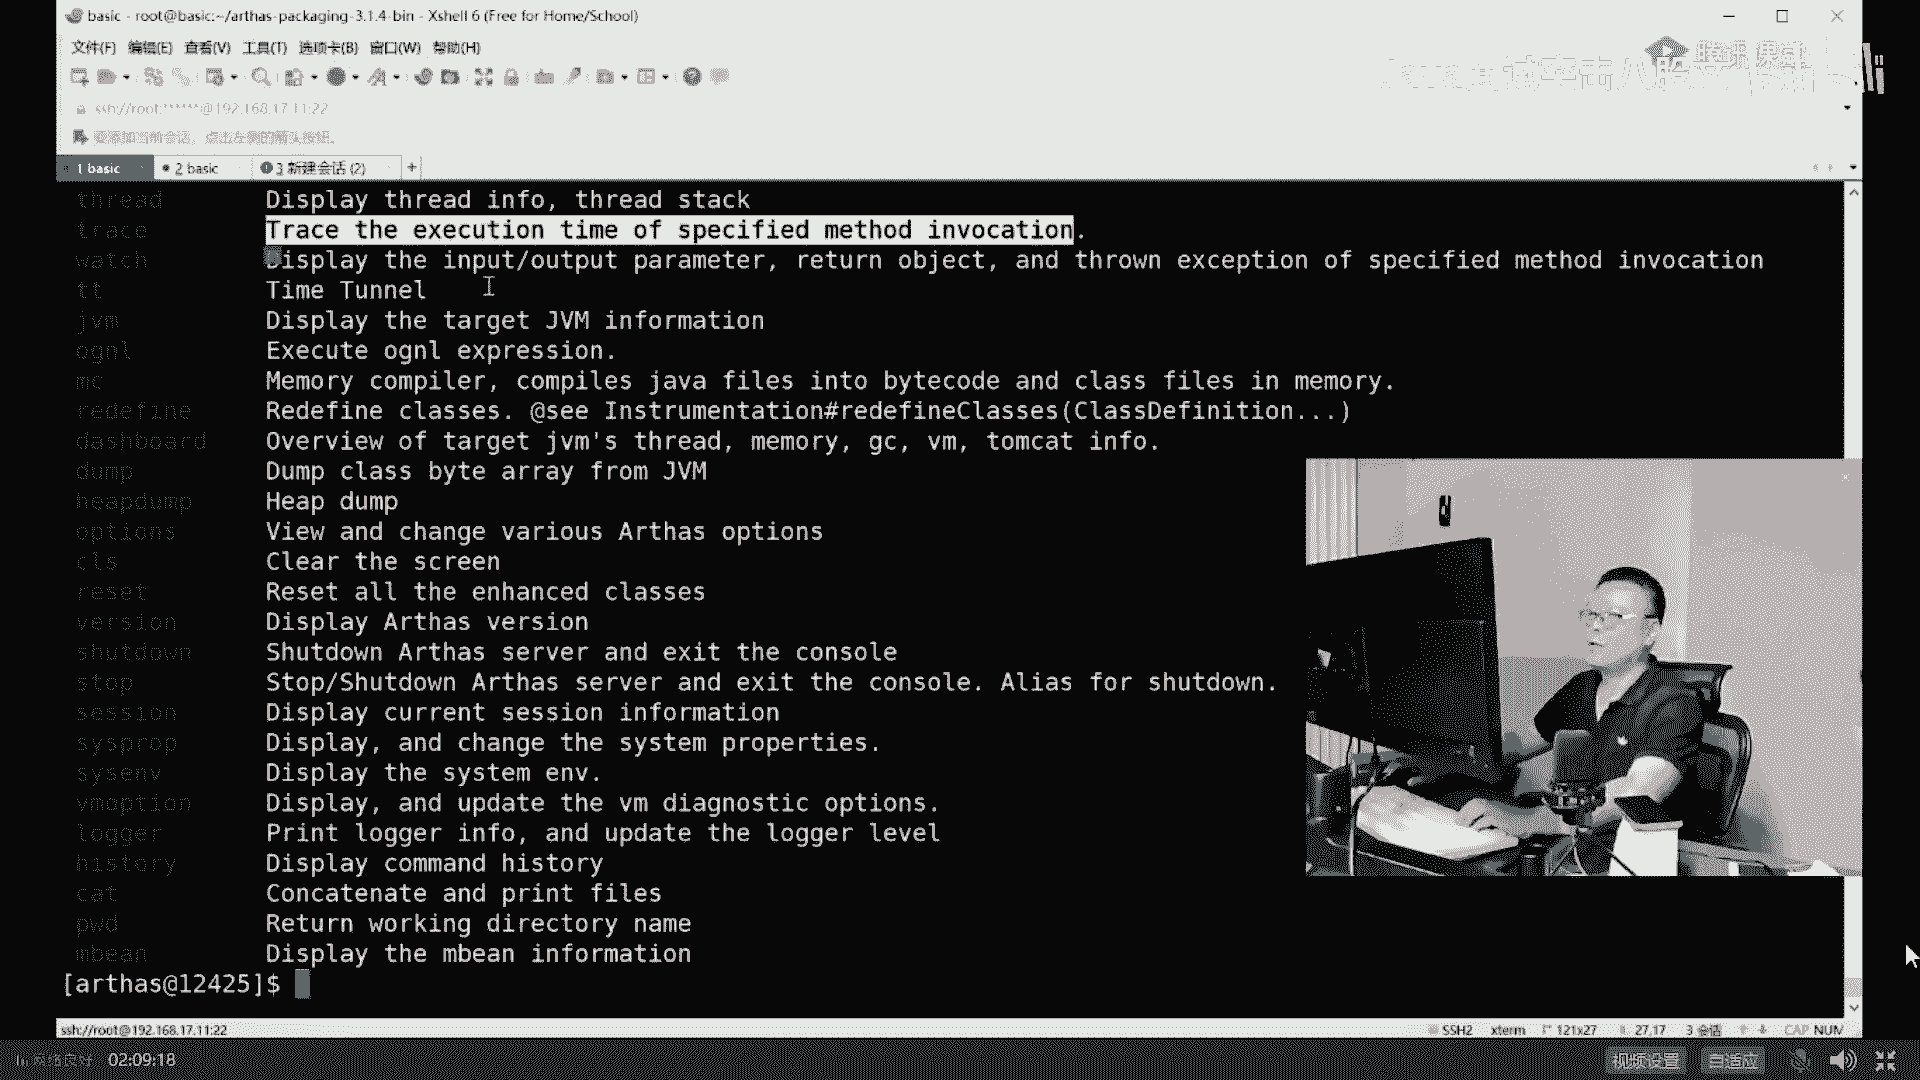 basic - root@basic:~/arthas-packaging-3.1.4-bin - Xshell 6 (Free for Home/School)
文件(F) 编辑(E) 查看(V) 工具(T) 选项卡(B) 窗口(W) 帮助(H)
ssh://root:******@192.168.17.11:22
要添加当前会话，点击左侧的箭头按钮。
1 basic 2 basic 3 新建会话 (2) +
thread Display thread info, thread stack
trace Trace the execution time of specified method invocation.
watch Display the input/output parameter, return object, and thrown exception of specified method invocation
tt Time Tunnel
jvm Display the target JVM information
ognl Execute ognl expression.
mc Memory compiler, compiles java files into bytecode and class files in memory.
redefine Redefine classes. @see Instrumentation#redefineClasses(ClassDefinition...)
dashboard Overview of target jvm's thread, memory, gc, vm, tomcat info.
dump Dump class byte array from JVM
heapdump Heap dump
options View and change various Arthas options
cls Clear the screen
reset Reset all the enhanced classes
version Display Arthas version
shutdown Shutdown Arthas server and exit the console
stop Stop/Shutdown Arthas server and exit the console. Alias for shutdown.
session Display current session information
sysprop Display, and change the system properties.
sysenv Display the system env.
vmoption Display, and update the vm diagnostic options.
logger Print logger info, and update the logger level
history Display command history
cat Concatenate and print files
pwd Return working directory name
mbean Display the mbean information
[arthas@12425]$
ssh://root@192.168.17.11:22 SSH2 xterm 121x27 27,17 3 会话 CAP NUM
网络良好 02:09:18 视频设置 自适应